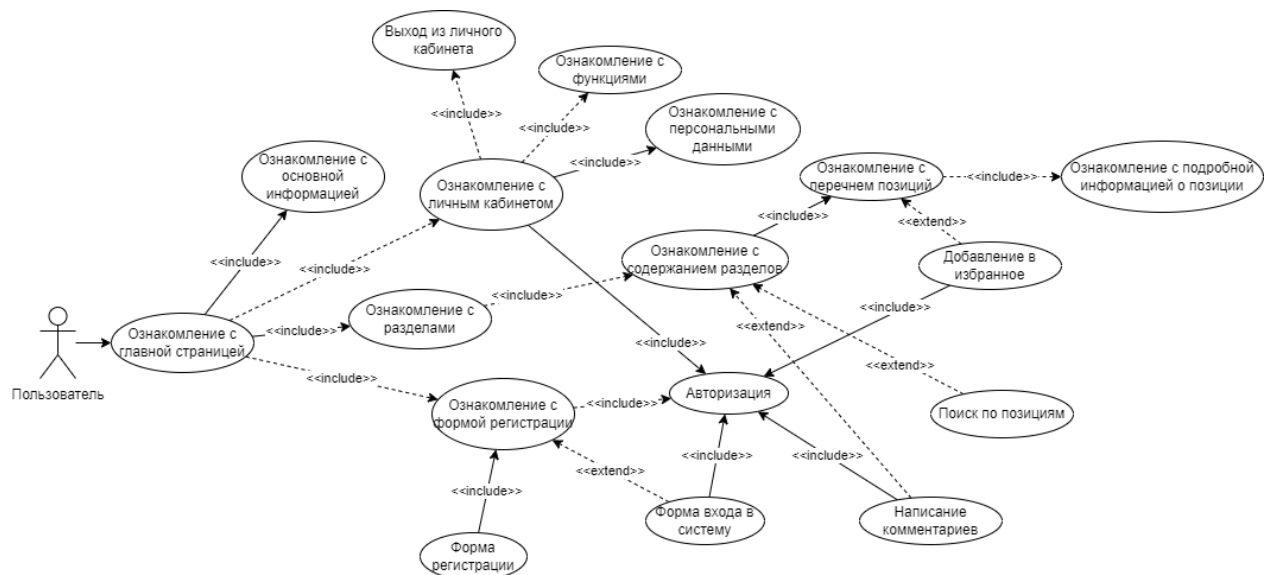 Выход из личного
кабинета
Ознакомление с
функциями
<<include>>
<<include>>
Ознакомление с
персональными
данными
Ознакомление с
основной
информацией
<<include>>
Ознакомление с
личным кабинетом
Ознакомление с
перечнем позиций
<<include>>
Ознакомление с подробной
информацией о позиции
<<include>>
<<extend>>
Ознакомление с
содержанием разделов
Добавление в
избранное
<<include>>
<<include>>
<<include>>
<<include>>
Ознакомление с
разделами
<<include>>
<<extend>>
Ознакомление с
главной страницей
<<include>>
<<include>>
Пользователь
<<include>>
<<extend>>
Авторизация
Ознакомление с
формой регистрации
<<include>>
Поиск по позициям
<<include>>
<<include>>
<<extend>>
<<include>>
Форма входа в
систему
Написание
комментариев
Форма
регистрации